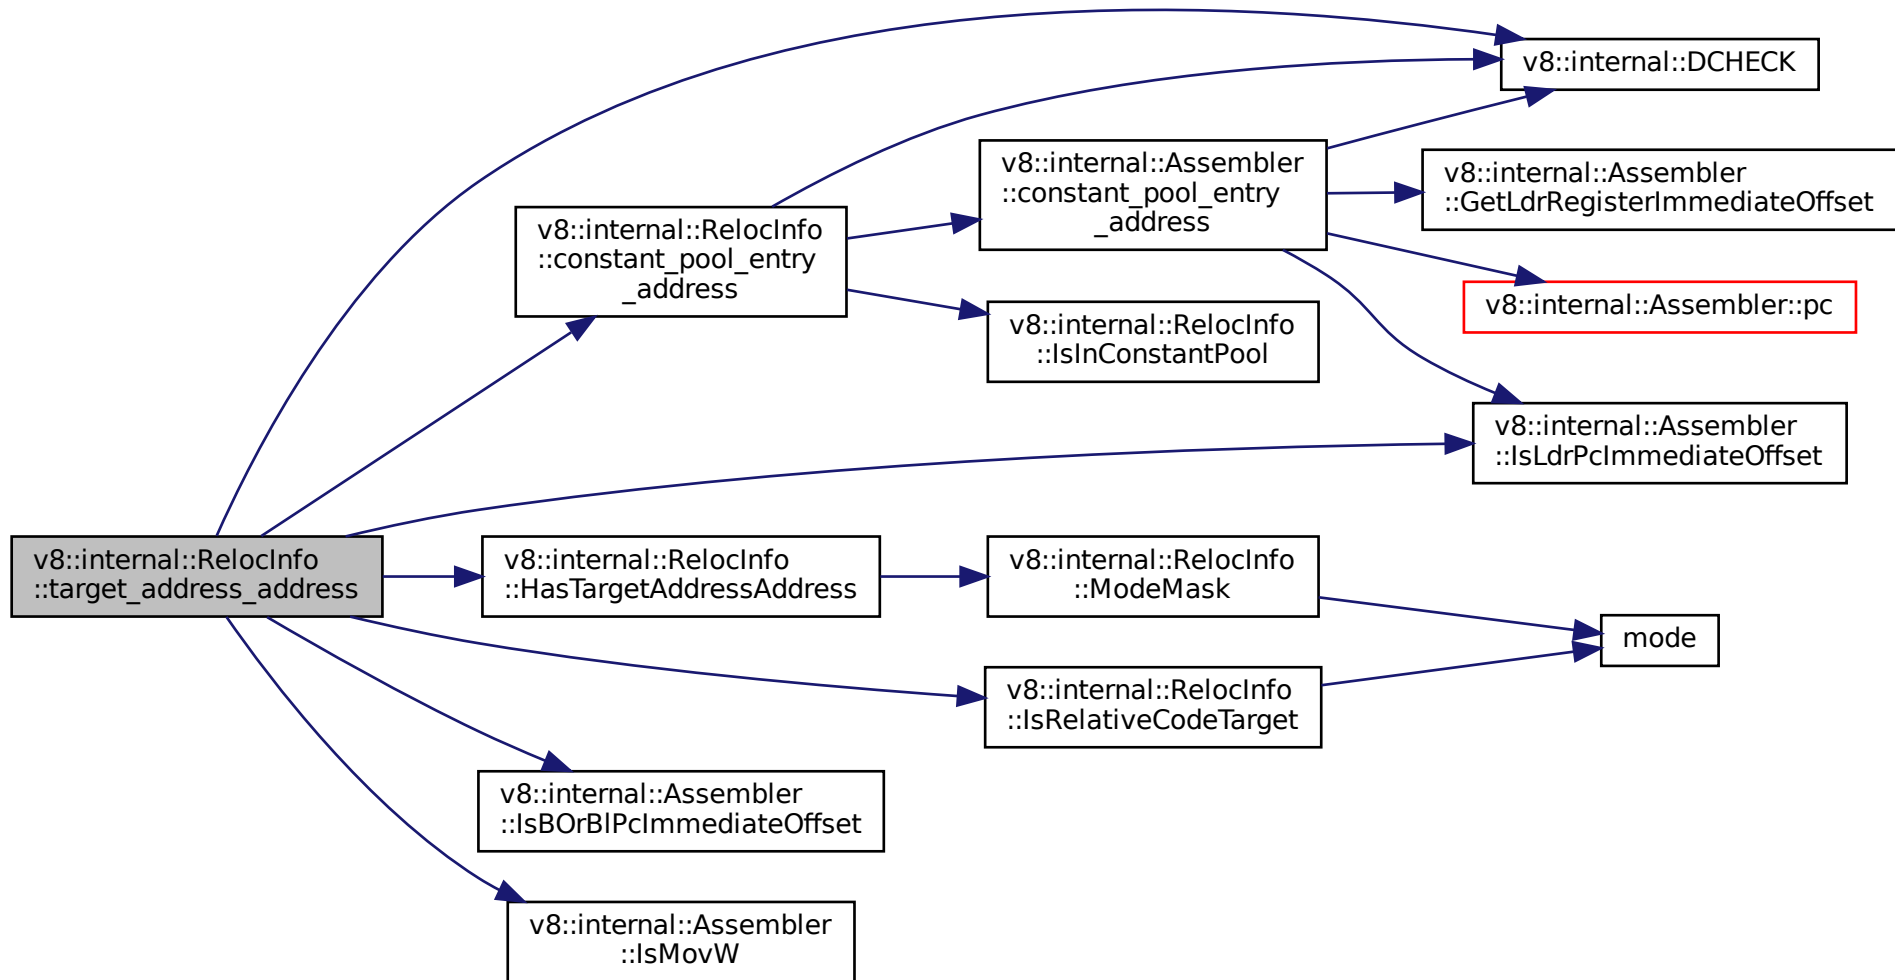 v8::internal::DCHECK
v8::internal::Assembler
::constant_pool_entry
_address
v8::internal::Assembler
::GetLdrRegisterImmediateOffset
v8::internal::RelocInfo
::constant_pool_entry
_address
v8::internal::Assembler::pc
v8::internal::RelocInfo
::IsInConstantPool
v8::internal::Assembler
::IsLdrPcImmediateOffset
v8::internal::RelocInfo
::target_address_address
v8::internal::RelocInfo
::HasTargetAddressAddress
v8::internal::RelocInfo
::ModeMask
mode
v8::internal::RelocInfo
::IsRelativeCodeTarget
v8::internal::Assembler
::IsBOrBlPcImmediateOffset
v8::internal::Assembler
::IsMovW